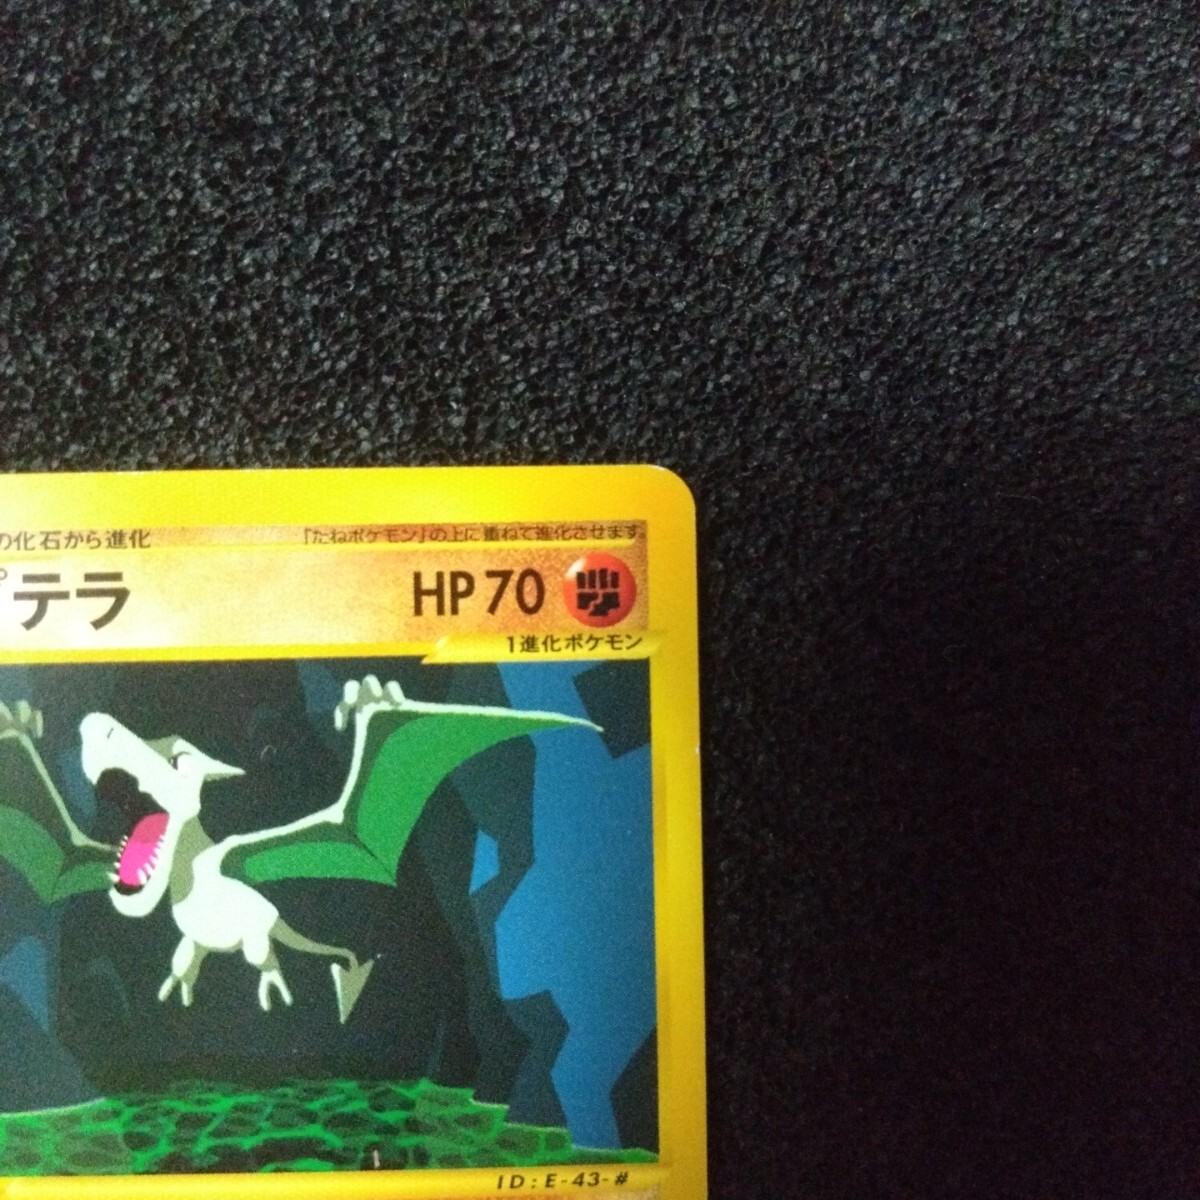 の化石から進化
「たねポケモン」の上に重ねて進化させます。
プテラ
HP70
1進化ポケモン
ID:E-43-#